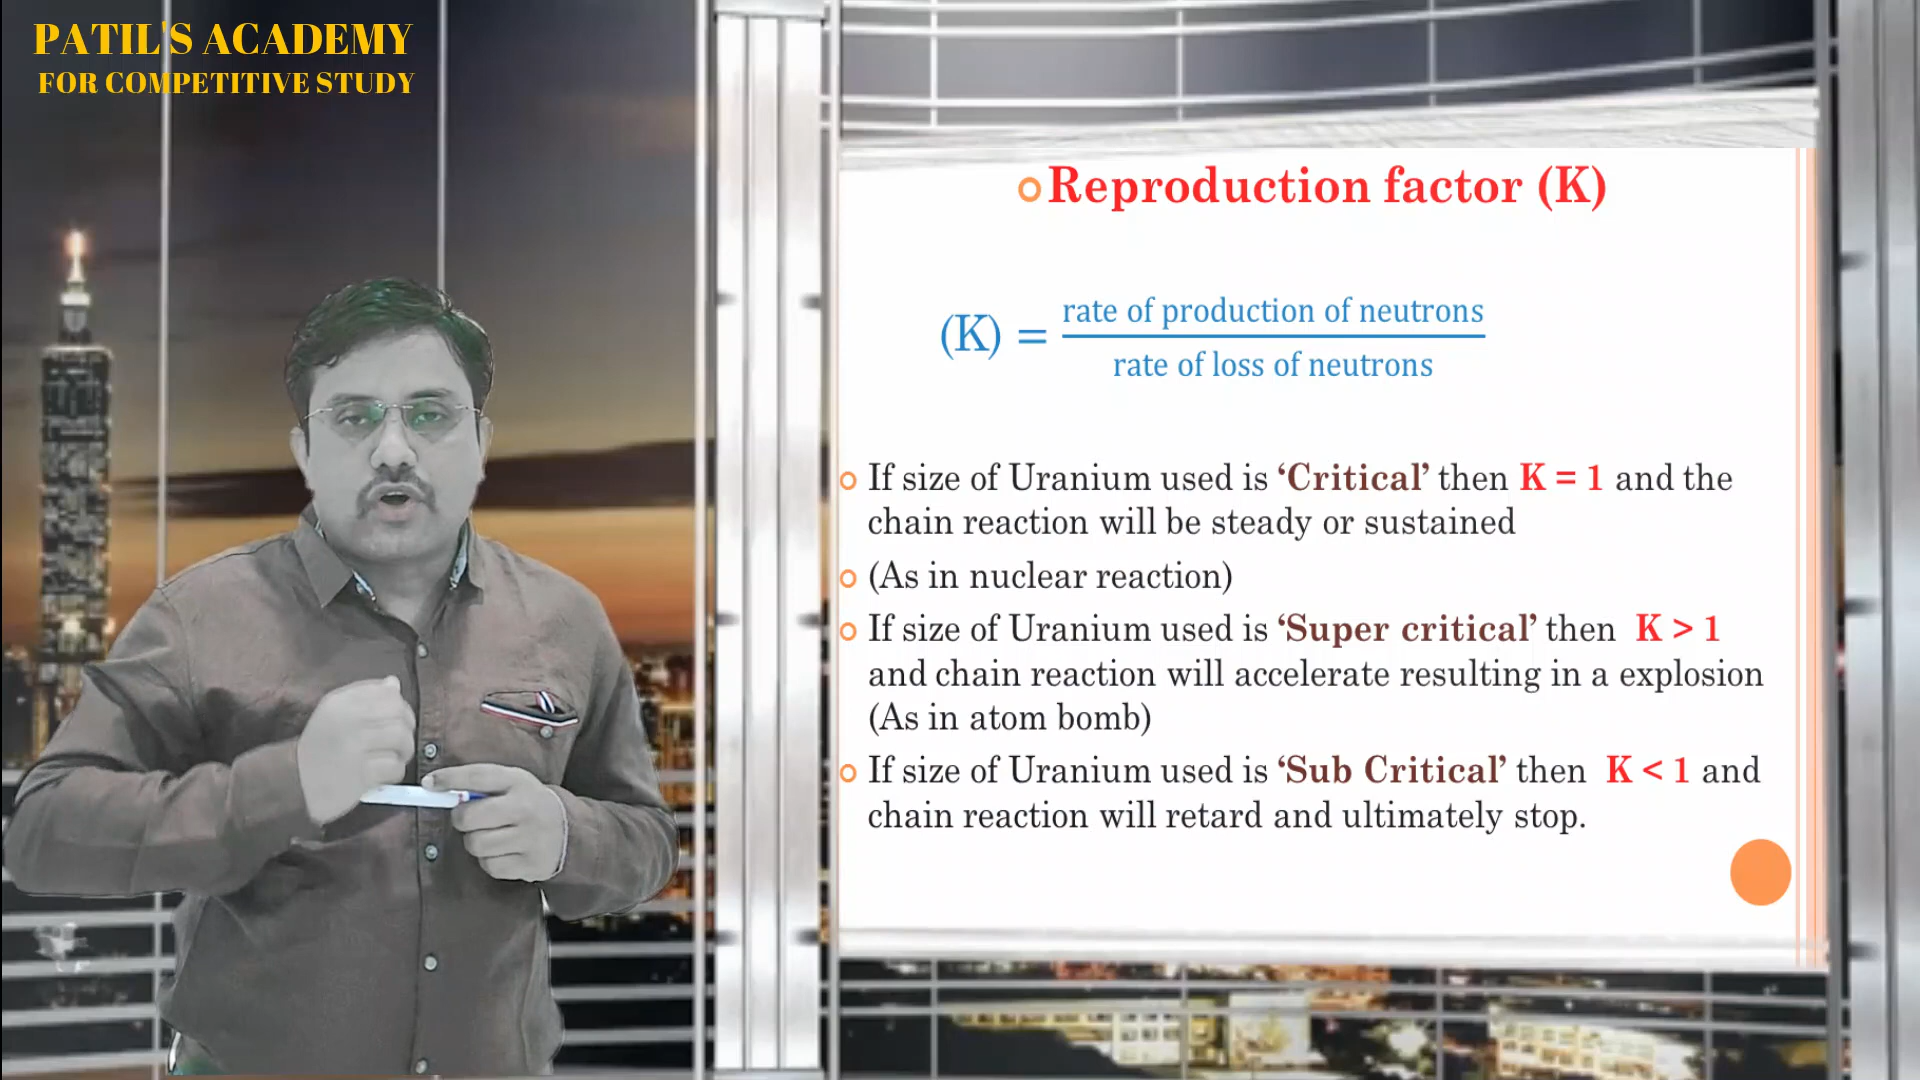 PATIL'S ACADEMY
FOR COMPETITIVE STUDY
Reproduction factor (K)
(K) = rate of production of neutrons / rate of loss of neutrons
If size of Uranium used is ‘Critical’ then K = 1 and the
chain reaction will be steady or sustained
(As in nuclear reaction)
If size of Uranium used is ‘Super critical’ then K > 1
and chain reaction will accelerate resulting in a explosion
(As in atom bomb)
If size of Uranium used is ‘Sub Critical’ then K < 1 and
chain reaction will retard and ultimately stop.